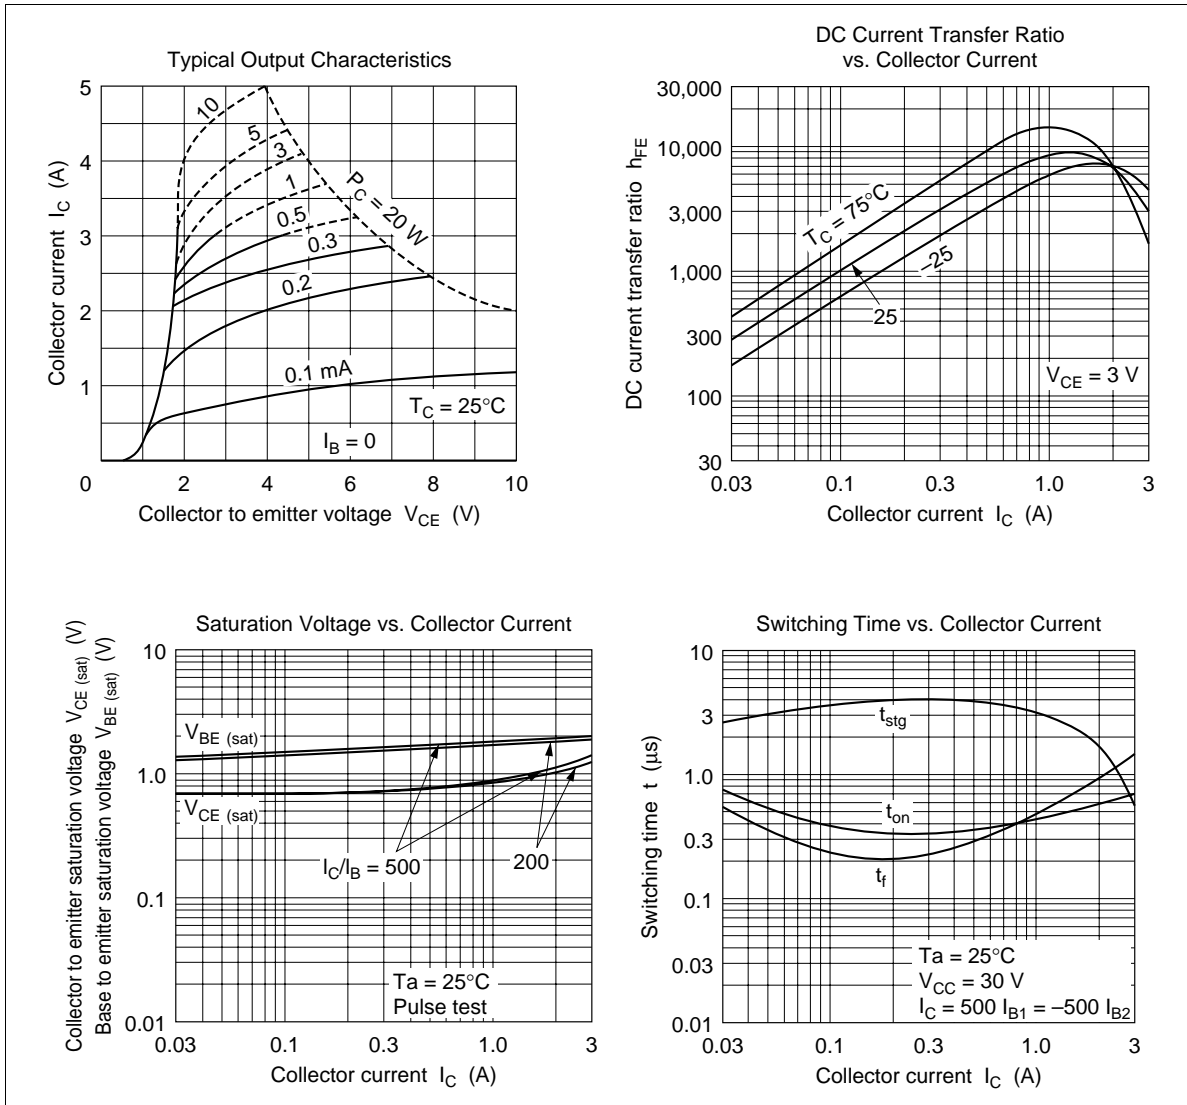 Typical Output Characteristics
Collector current I_C (A)
5
4
3
2
1
0
2
4
6
8
10
Collector to emitter voltage V_CE (V)
10
5
3
1
0.5
0.3
0.2
0.1 mA
P_C = 20 W
T_C = 25°C
I_B = 0
DC Current Transfer Ratio
vs. Collector Current
DC current transfer ratio h_FE
30,000
10,000
3,000
1,000
300
100
30
0.03
0.1
0.3
1.0
3
Collector current I_C (A)
T_C = 75°C
25
–25
V_CE = 3 V
Saturation Voltage vs. Collector Current
Collector to emitter saturation voltage V_CE (sat) (V)
Base to emitter saturation voltage V_BE (sat) (V)
10
1.0
0.1
0.01
0.03
0.1
0.3
1.0
3
Collector current I_C (A)
V_BE (sat)
V_CE (sat)
I_C/I_B = 500
200
Ta = 25°C
Pulse test
Switching Time vs. Collector Current
Switching time t (µs)
10
3
1.0
0.3
0.1
0.03
0.01
0.03
0.1
0.3
1.0
3
Collector current I_C (A)
t_stg
t_on
t_f
Ta = 25°C
V_CC = 30 V
I_C = 500 I_B1 = –500 I_B2